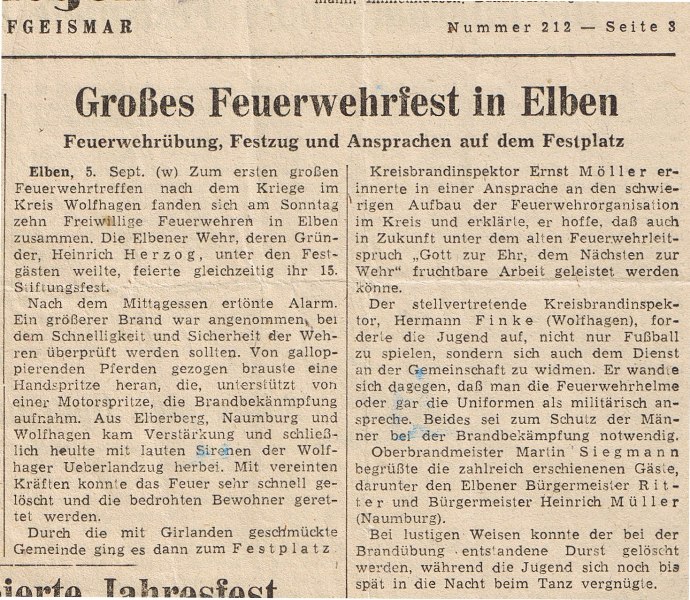 FGEISMAR
Nummer 212 — Seite 3
Großes Feuerwehrfest in Elben
Feuerwehrübung, Festzug und Ansprachen auf dem Festplatz
Elben, 5. Sept. (w) Zum ersten großen
Feuerwehrtreffen nach dem Kriege im
Kreis Wolfhagen fanden sich am Sonntag
zehn Freiwillige Feuerwehren in Elben
zusammen. Die Elbener Wehr, deren Grün-
der, Heinrich Herzog, unter den Fest-
gästen weilte, feierte gleichzeitig ihr 15.
Stiftungsfest.
Nach dem Mittagessen ertönte Alarm.
Ein größerer Brand war angenommen, bei
dem Schnelligkeit und Sicherheit der Weh-
ren überprüft werden sollten. Von gallop-
pierenden Pferden gezogen brauste eine
Handspritze heran, die, unterstützt von
einer Motorspritze, die Brandbekänmpfung
aufnahm. Aus Elberberg, Naumburg und
Wolfhagen kam Verstärkung und schließ-
lich heulte mit lauten Sirenen der Wolf-
hager Ueberlandzug herbei. Mit vereinten
Kräften konnte das Feuer sehr schnell ge-
löscht und die bedrohten Bewohner geret-
tet werden.
Durch die mit Girlanden geschmückte
Gemeinde ging es dann zum Festplatz
Kreisbrandinspektor Ernst Möller er-
innerte in einer Ansprache an den schwie-
rigen Aufbau der Feuerwehrorganisation
im Kreis und erklärte, er hoffe, daß auch
in Zukunft unter dem alten Feuerwehrleit-
spruch „Gott zur Ehr, dem Nächsten zur
Wehr“ fruchtbare Arbeit geleistet werden
könne.
Der stellvertretende Kreisbrandinspek-
tor, Hermann Finke (Wolfhagen), for-
derte die Jugend auf, nicht nur Fußball
zu spielen, sondern sich auch dem Dienst
an der Gemeinschaft zu widmen. Er wandte
sich dagegen, daß man die Feuerwehrhelme
oder gar die Uniformen als militärisch an-
spreche. Beides sei zum Schutz der Män-
ner bei der Brandbekämpfung notwendig.
Oberbrandmeister Martin Siegmann
begrüßte die zahlreich erschienenen Gäste,
darunter den Elbener Bürgermeister Rit-
ter und Bürgermeister Heinrich Müller
(Naumburg).
Bei lustigen Weisen konnte der bei der
Brandübung entstandene Durst gelöscht
werden, während die Jugend sich noch bis
spät in die Nacht beim Tanz vergnügte.
Jahresfest